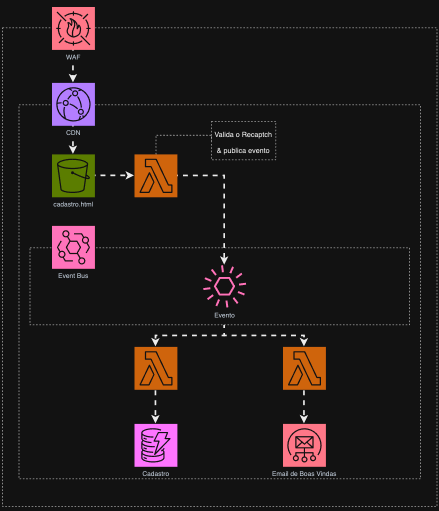 WAF
CDN
Valida o Recaptch
& publica evento
cadastro.html
Event Bus
Evento
Cadastro
Email de Boas Vindas